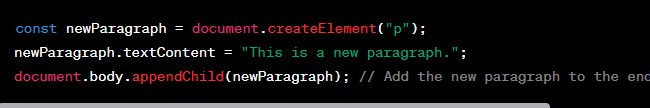 const newParagraph = document.createElement("p");
newParagraph.textContent = "This is a new paragraph.";
document.body.appendChild(newParagraph); // Add the new paragraph to the end